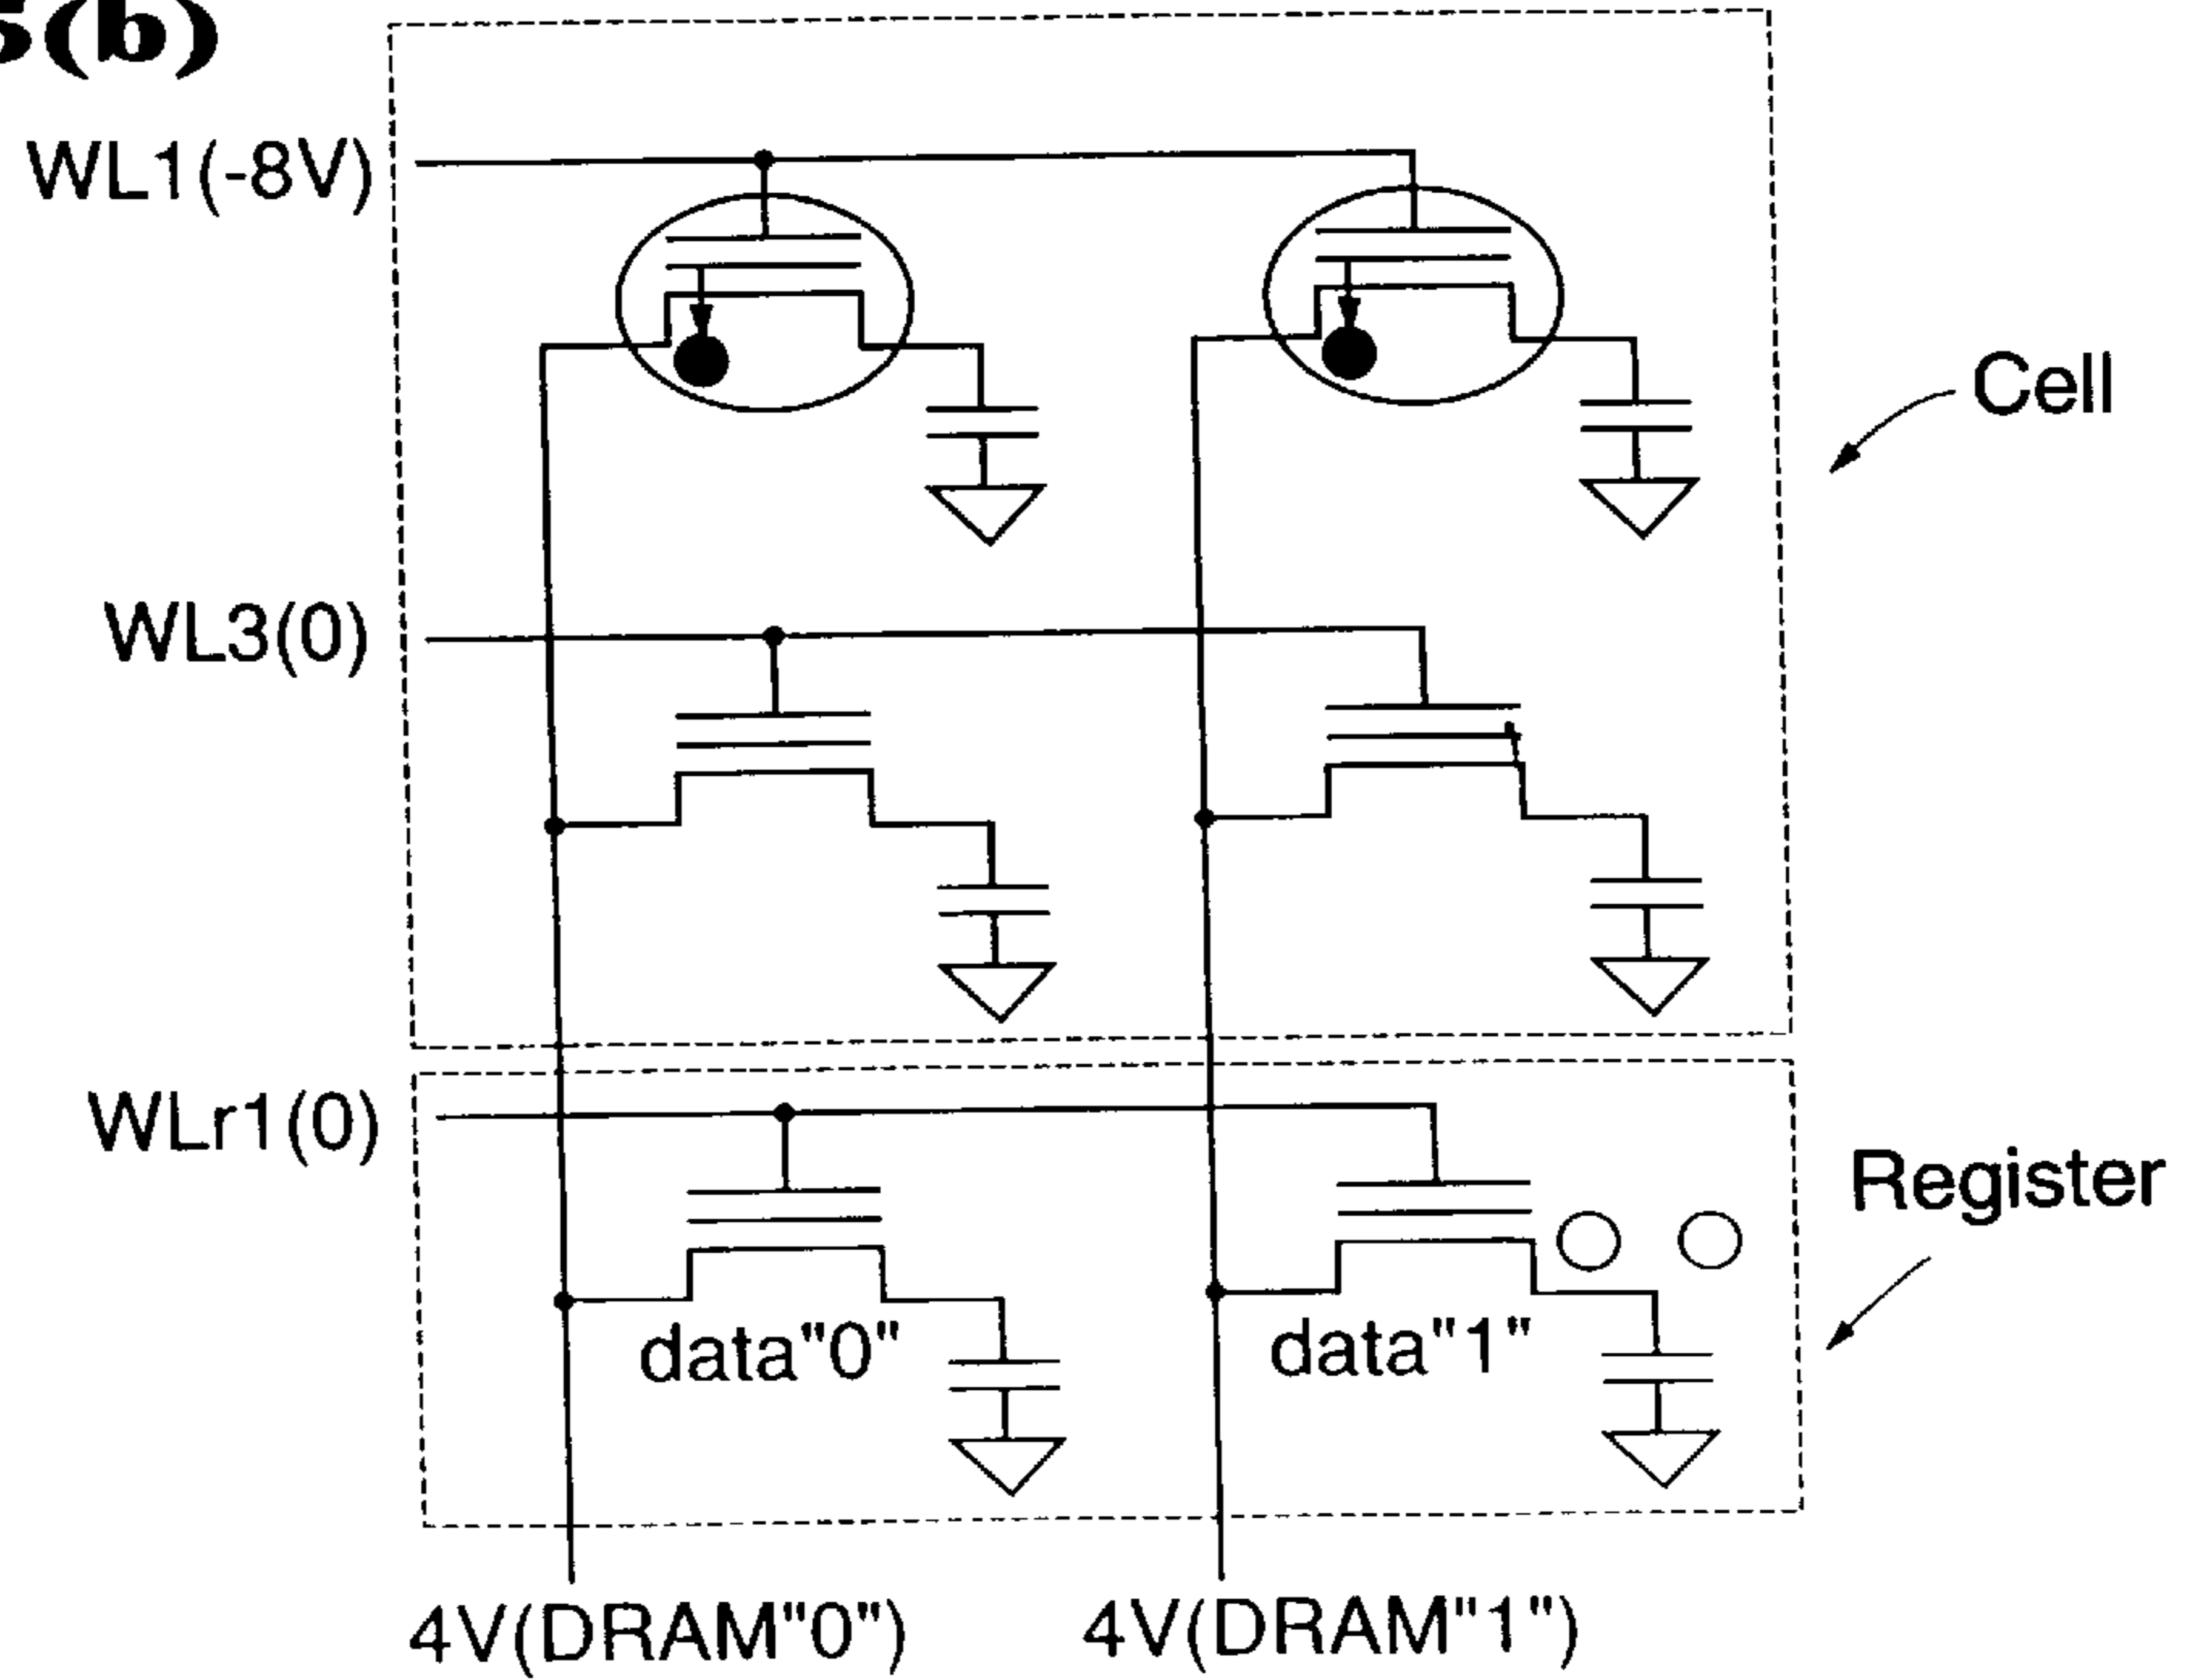 5(b)
WL1(-8V)
Cell
WL3(0)
WLr1(0)
Register
data"0"
data"1"
4V(DRAM"0")
4V(DRAM"1")